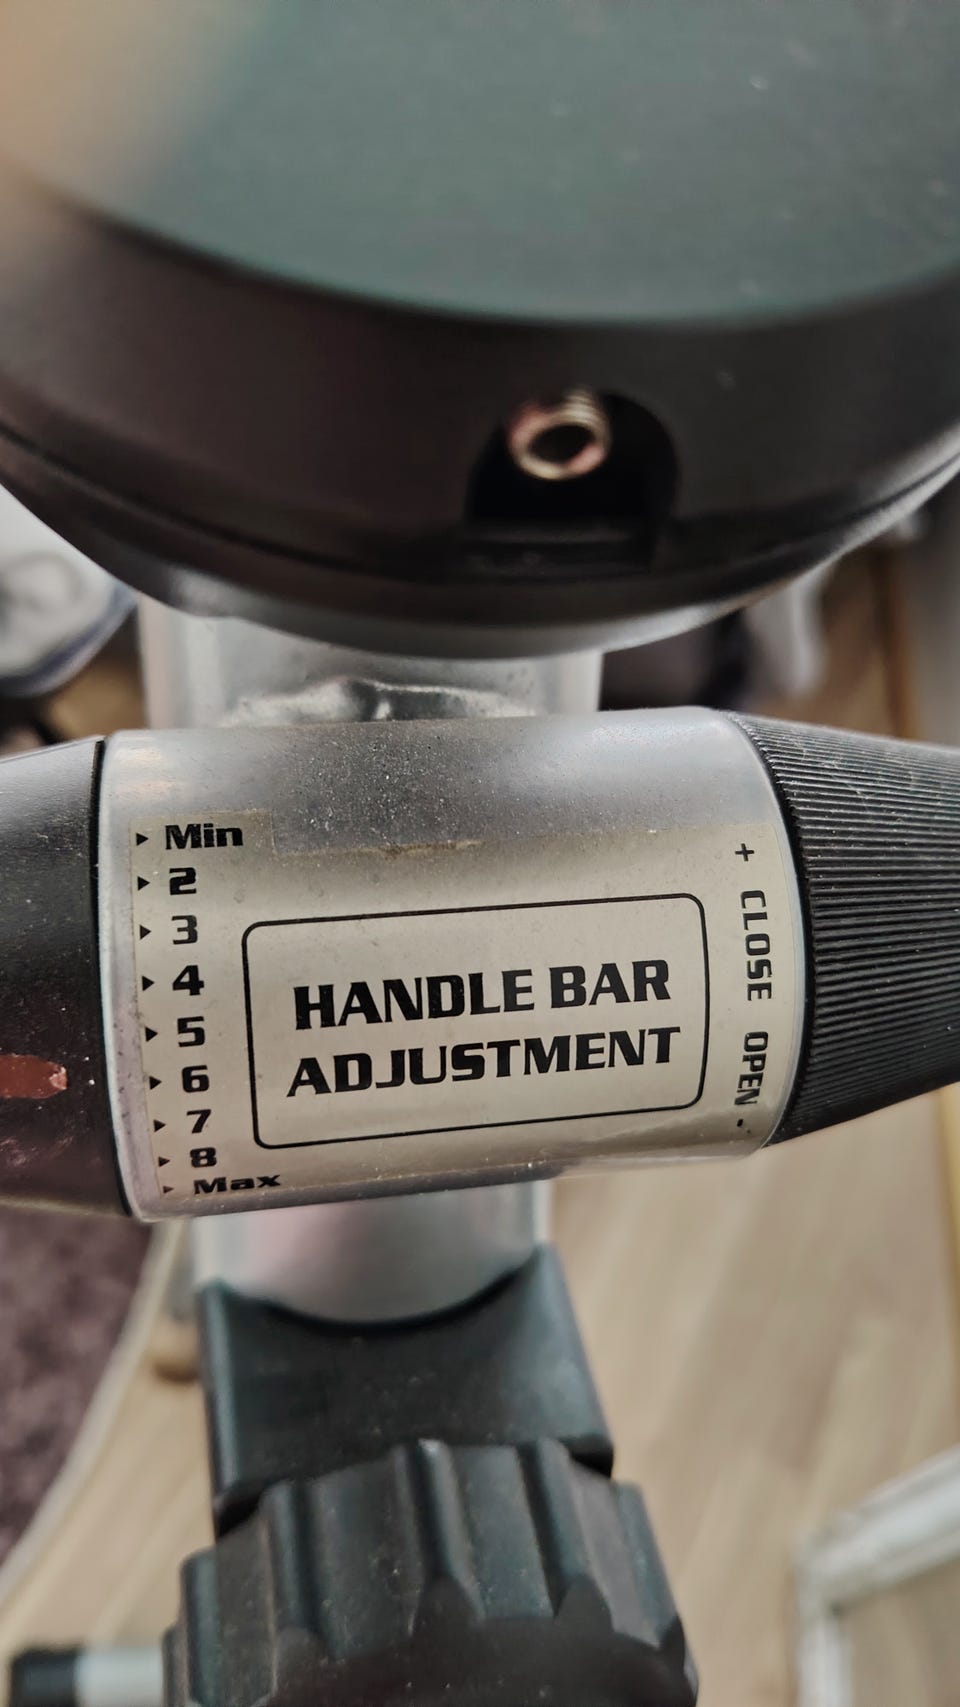 ▸ Min
▸ 2
▸ 3
▸ 4
▸ 5
▸ 6
▸ 7
▸ 8
▸ Max
HANDLE BAR
ADJUSTMENT
+ CLOSE OPEN -